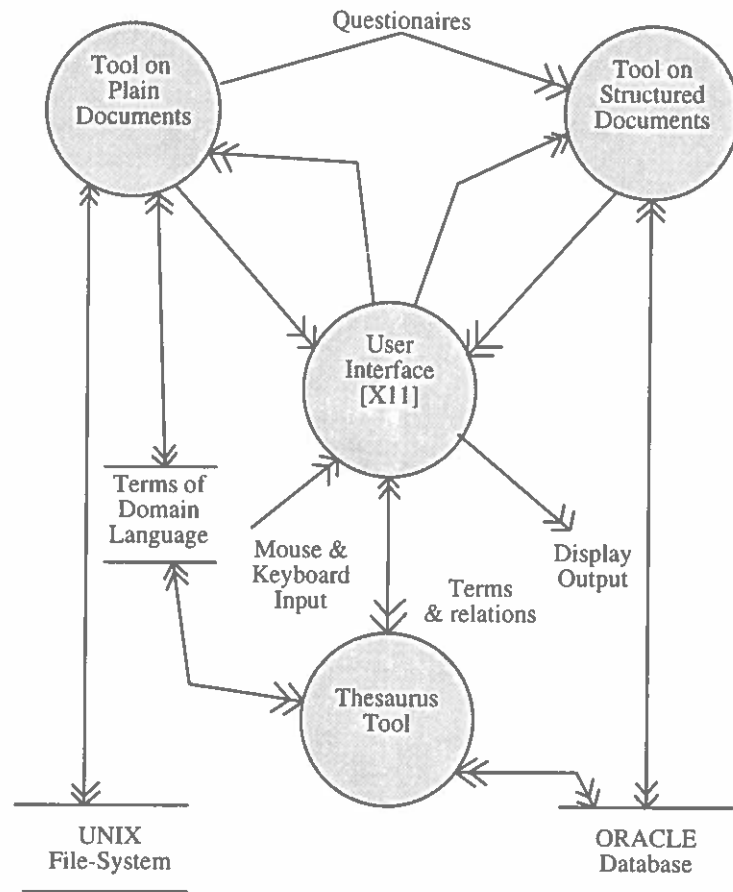 Questionaires
Tool on
Plain
Documents
Tool on
Structured
Documents
User
Interface
[X11]
Terms of
Domain
Language
Mouse &
Keyboard
Input
Display
Output
Terms
& relations
Thesaurus
Tool
UNIX
File-System
ORACLE
Database